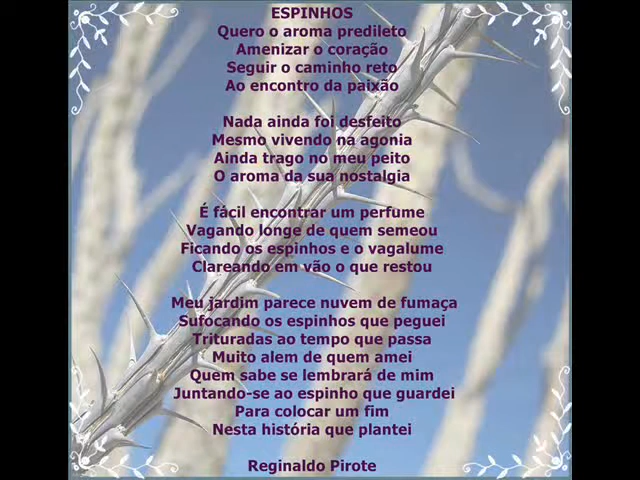 ESPINHOS
Quero o aroma predileto
Amenizar o coração
Seguir o caminho reto
Ao encontro da paixão
Nada ainda foi desfeito
Mesmo vivendo na agonia
Ainda trago no meu peito
O aroma da sua nostalgia
É fácil encontrar um perfume
Vagando longe de quem semeou
Ficando os espinhos e o vagalume
Clareando em vão o que restou
Meu jardim parece nuvem de fumaça
Sufocando os espinhos que peguei
Trituradas ao tempo que passa
Muito alem de quem amei
Quem sabe se lembrará de mim
Juntando-se ao espinho que guardei
Para colocar um fim
Nesta história que plantei
Reginaldo Pirote